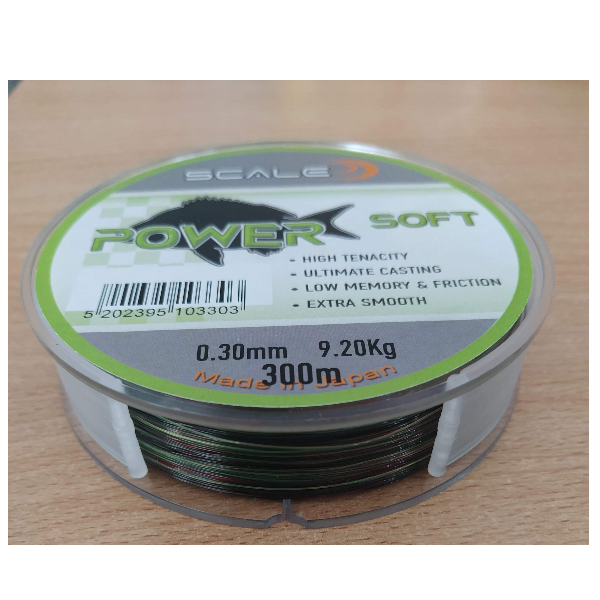 SCALE
POWER SOFT
• HIGH TENACITY
• ULTIMATE CASTING
• LOW MEMORY & FRICTION
• EXTRA SMOOTH
5 202395 103303
0.30mm 9.20Kg
300m
Made in Japan